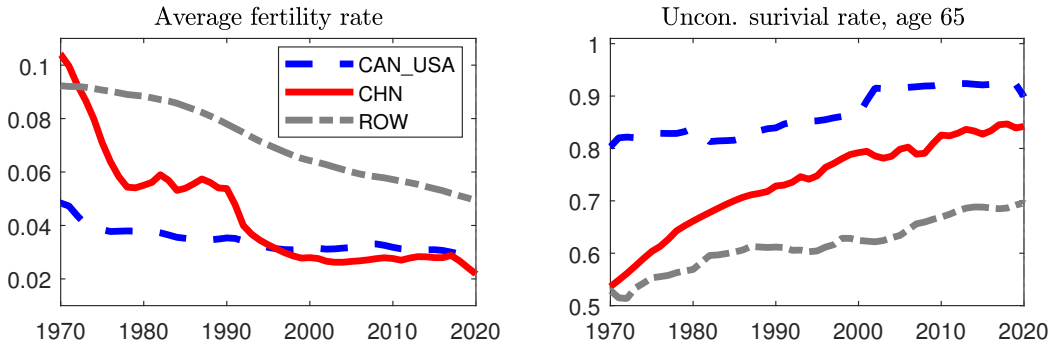 Average fertility rate
0.1
0.08
0.06
0.04
0.02
CAN_USA
CHN
ROW
1970 1980 1990 2000 2010 2020
Uncon. surivial rate, age 65
1
0.9
0.8
0.7
0.6
0.5
1970 1980 1990 2000 2010 2020